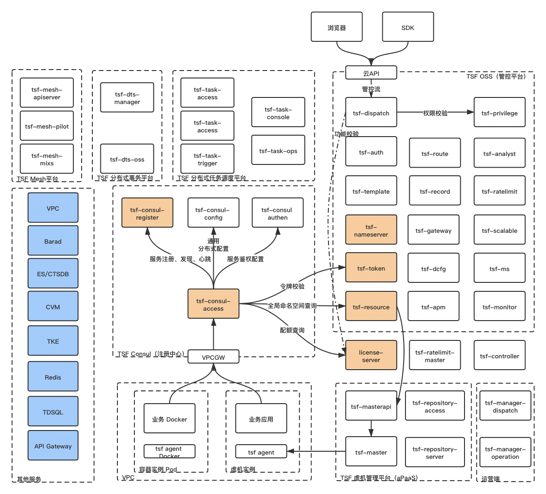 浏览器
SDK
云API
TSF OSS（管控平台）
管控流
tsf-dispatch
权限校验
tsf-privilege
功能校验
tsf-auth
tsf-route
tsf-analyst
tsf-template
tsf-record
tsf-ratelimit
tsf-
nameserver
tsf-gateway
tsf-scalable
tsf-token
tsf-dcfg
tsf-ms
tsf-resource
tsf-apm
tsf-monitor
license-
server
tsf-ratelimit-
master
tsf-controller
tsf-mesh-
apiserver
tsf-mesh-pilot
tsf-mesh-
mixs
TSF Mesh平台
tsf-dts-
manager
tsf-dts-oss
TSF 分布式事务平台
tsf-task-
access
tsf-task-
access
tsf-task-
trigger
tsf-task-
console
tsf-task-ops
TSF 分布式任务调度平台
VPC
Barad
ES/CTSDB
CVM
TKE
Redis
TDSQL
API Gateway
其他服务
tsf-consul-
register
tsf-consul-
config
tsf-consul
authen
通用
分布式配置
服务注册、发现、心跳
服务鉴权配置
tsf-consul-
access
令牌校验
全局命名空间查询
配额查询
TSF Consul（注册中心）
VPCGW
业务 Docker
业务应用
tsf agent
Docker
tsf agent
容器实例 Pod
虚机实例
VPC
tsf-masterapi
tsf-repository-
access
tsf-master
tsf-repository-
server
TSF 虚机管理平台（aPaaS）
tsf-manager-
dispatch
tsf-manager-
operation
运营端